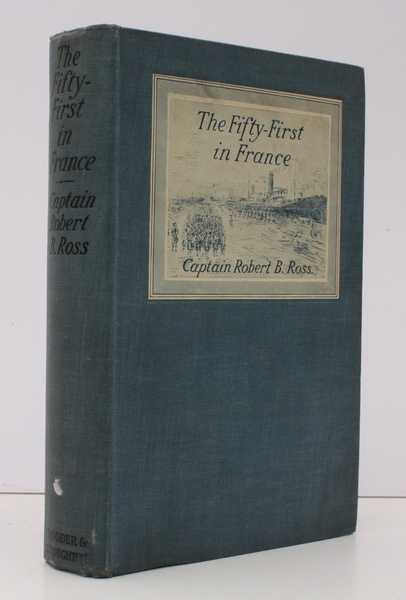 The
Fifty-
First
in
France
Captain
Robert
B. Ross
The Fifty-First
in France
Captain Robert B. Ross.